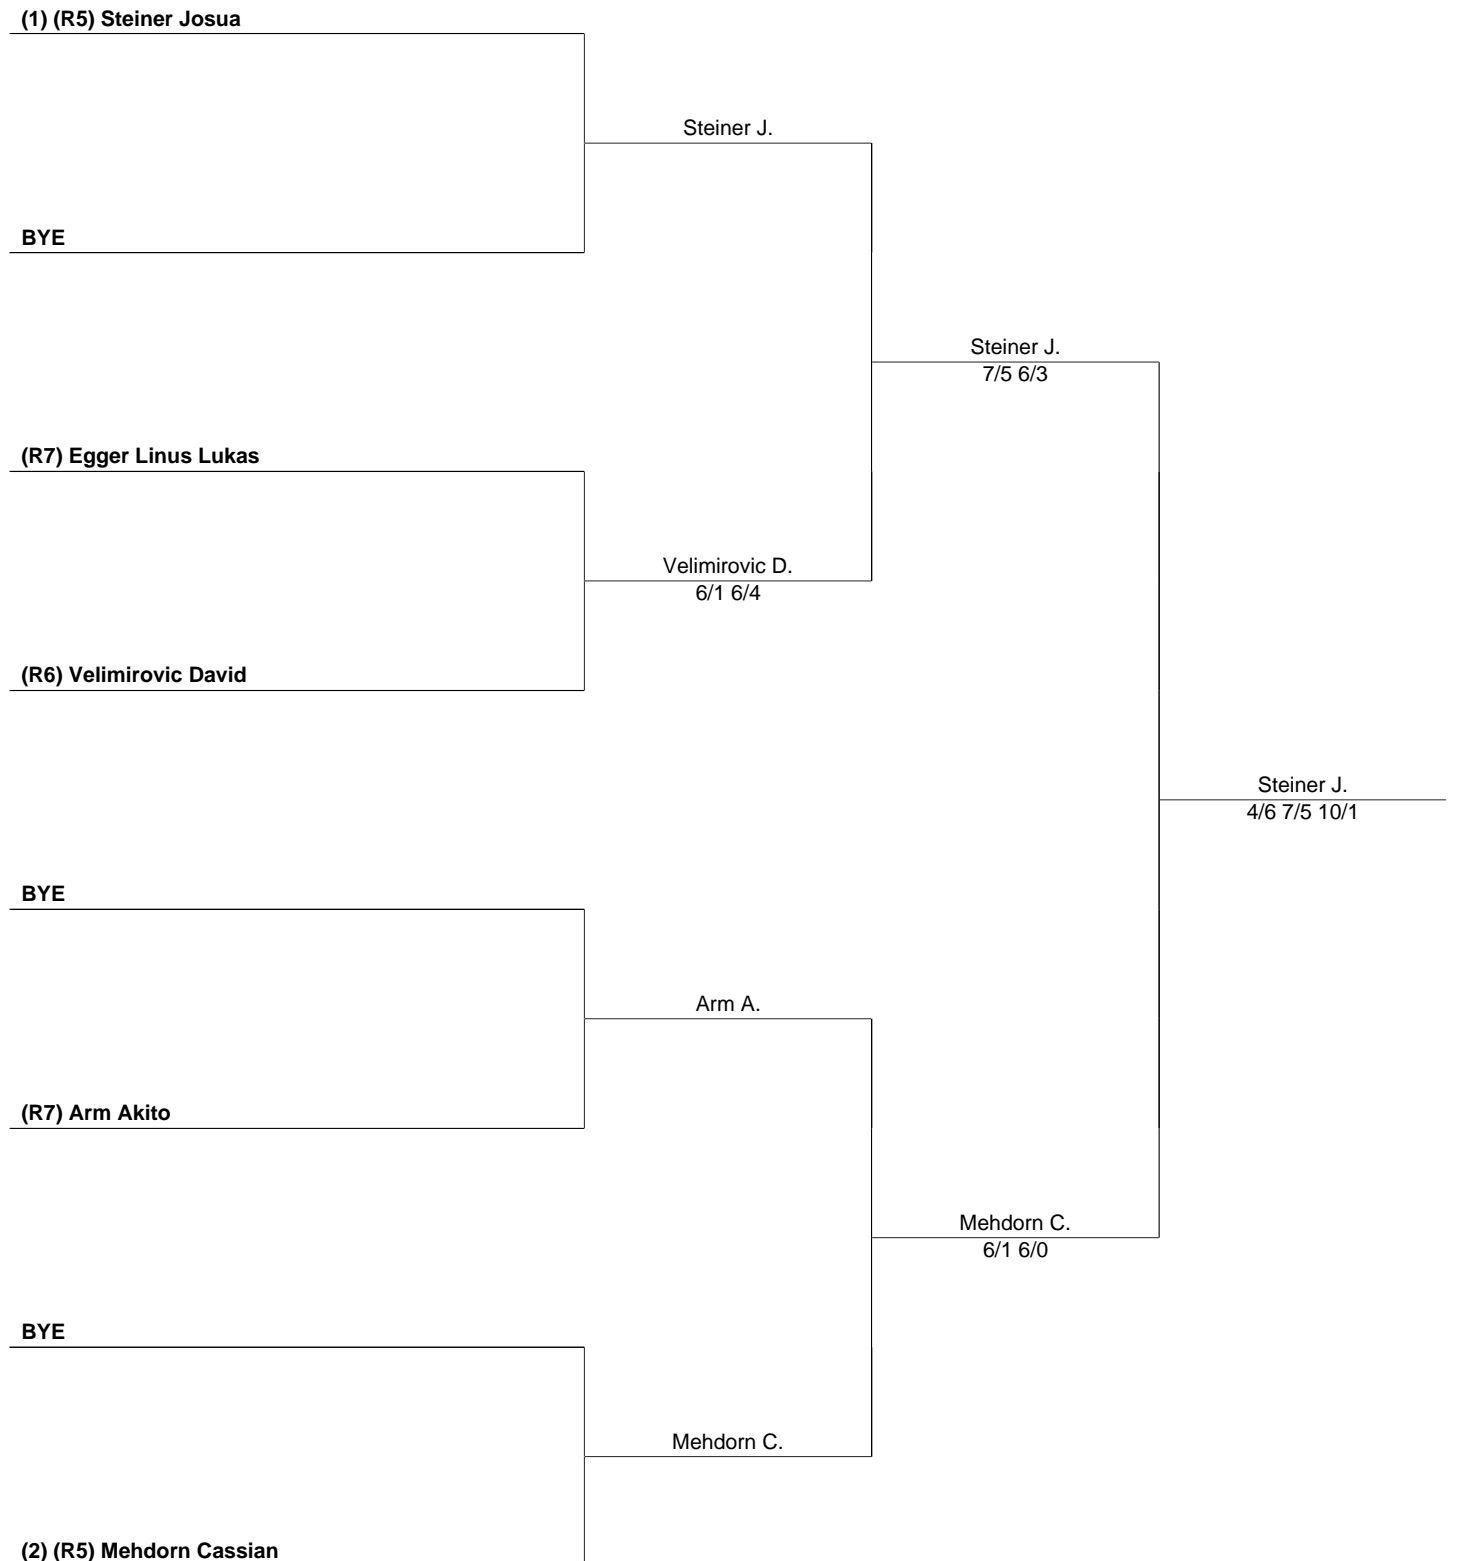 (1) (R5) Steiner Josua
Steiner J.
BYE
Steiner J.
7/5 6/3
(R7) Egger Linus Lukas
Velimirovic D.
6/1 6/4
(R6) Velimirovic David
Steiner J.
4/6 7/5 10/1
BYE
Arm A.
(R7) Arm Akito
Mehdorn C.
6/1 6/0
BYE
Mehdorn C.
(2) (R5) Mehdorn Cassian